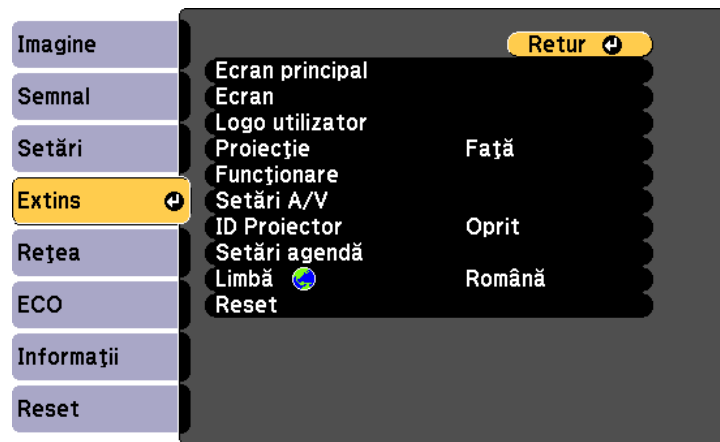 Imagine
Semnal
Setări
Extins
Reţea
ECO
Informaţii
Reset
Retur
Ecran principal
Ecran
Logo utilizator
Proiecţie Faţă
Funcţionare
Setări A/V
ID Proiector Oprit
Setări agendă
Limbă Română
Reset